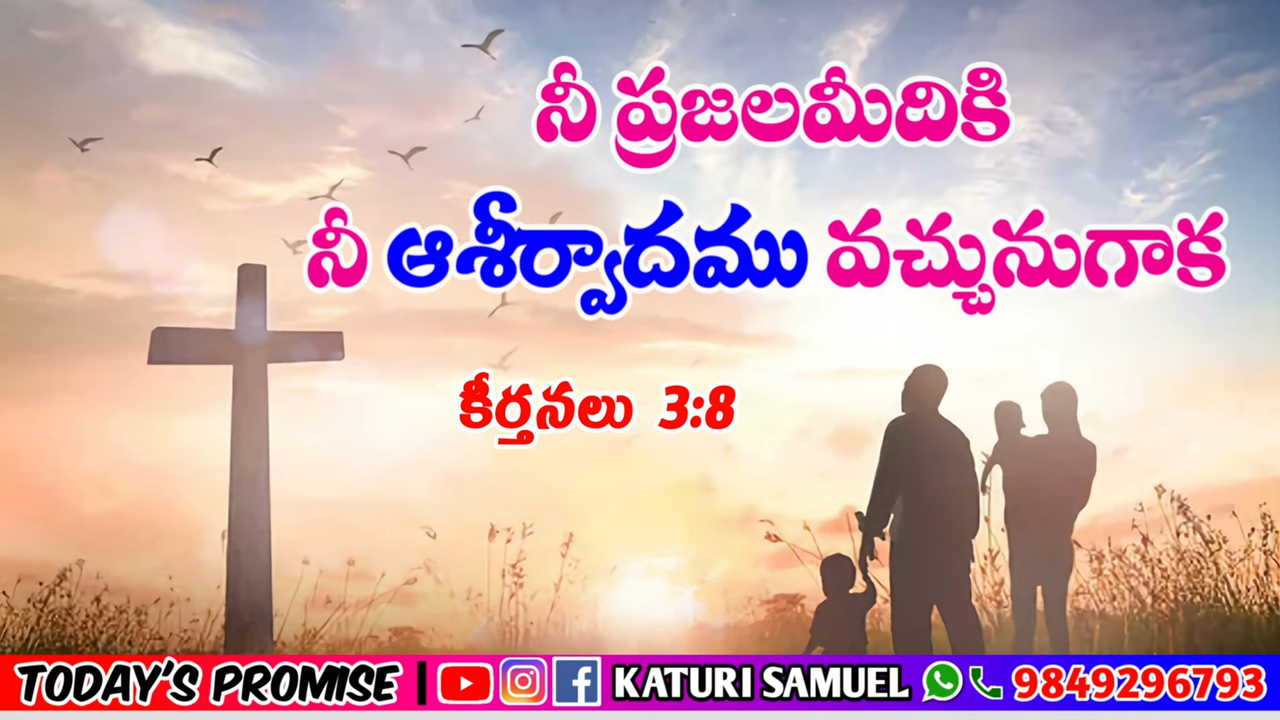 నీ ప్రజలమీదికి
నీ ఆశీర్వాదము వచ్చునుగాక
కీర్తనలు 3:8
TODAY'S PROMISE | KATURI SAMUEL 9849296793